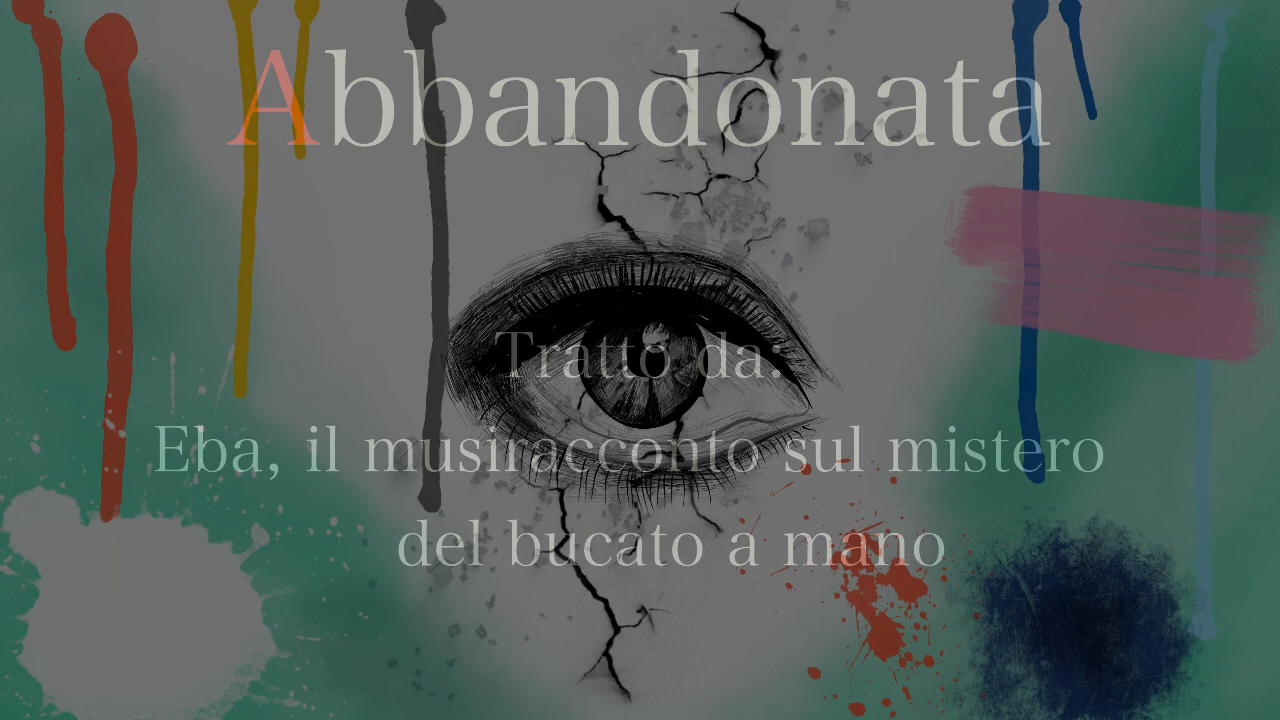 Abbandonata
Tratto da:
Eba, il musiracconto sul mistero
del bucato a mano